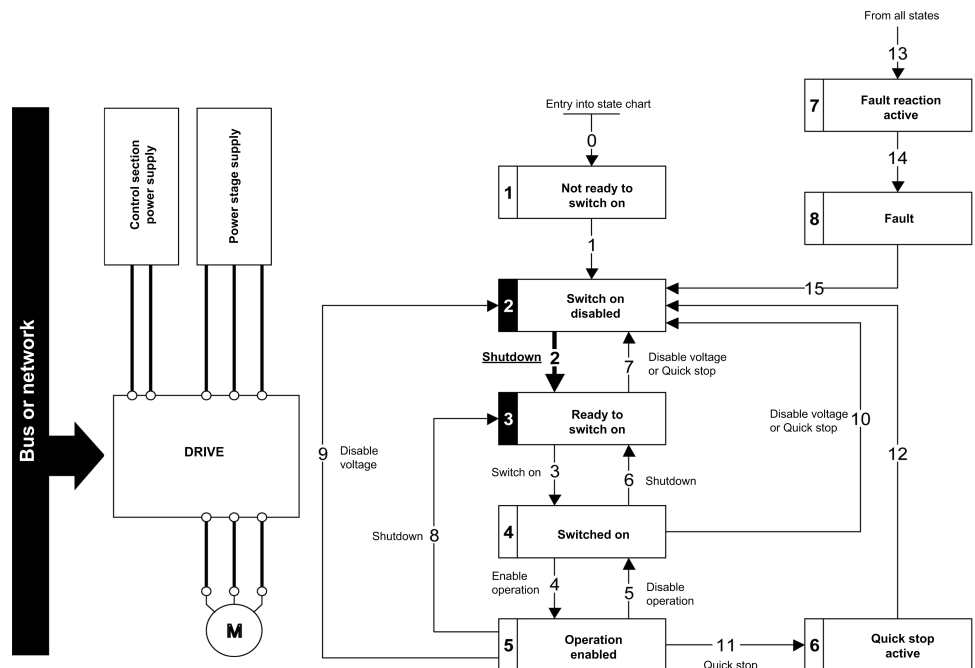 From all states
13
7
Fault reaction
active
14
8
Fault
15
Entry into state chart
0
1
Not ready to
switch on
1
2
Switch on
disabled
Shutdown 2
7
Disable voltage
or Quick stop
3
Ready to
switch on
Switch on 3
6 Shutdown
4
Switched on
Enable
operation
4
5
Disable
operation
5
Operation
enabled
11
Quick stop
6
Quick stop
active
Shutdown 8
9
Disable
voltage
Disable voltage
or Quick stop
10
12
Bus or network
Control section
power supply
Power stage supply
DRIVE
M